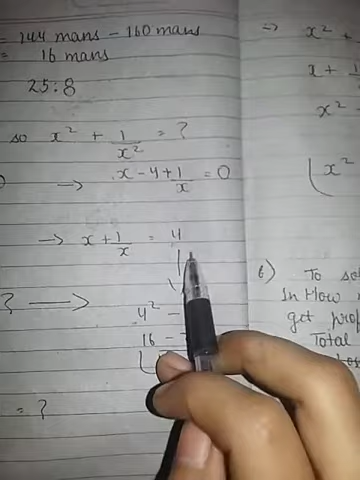 = 144 mans - 160 mans
= 16 mans
25:8
so x² + 1/x² = ?
→ x - 4 + 1/x = 0
→ x + 1/x = 4
? →
4² -
16 -
= ?
⇒ x² +
x + 1
x²
x²
6) To so
In How
get prof
Total